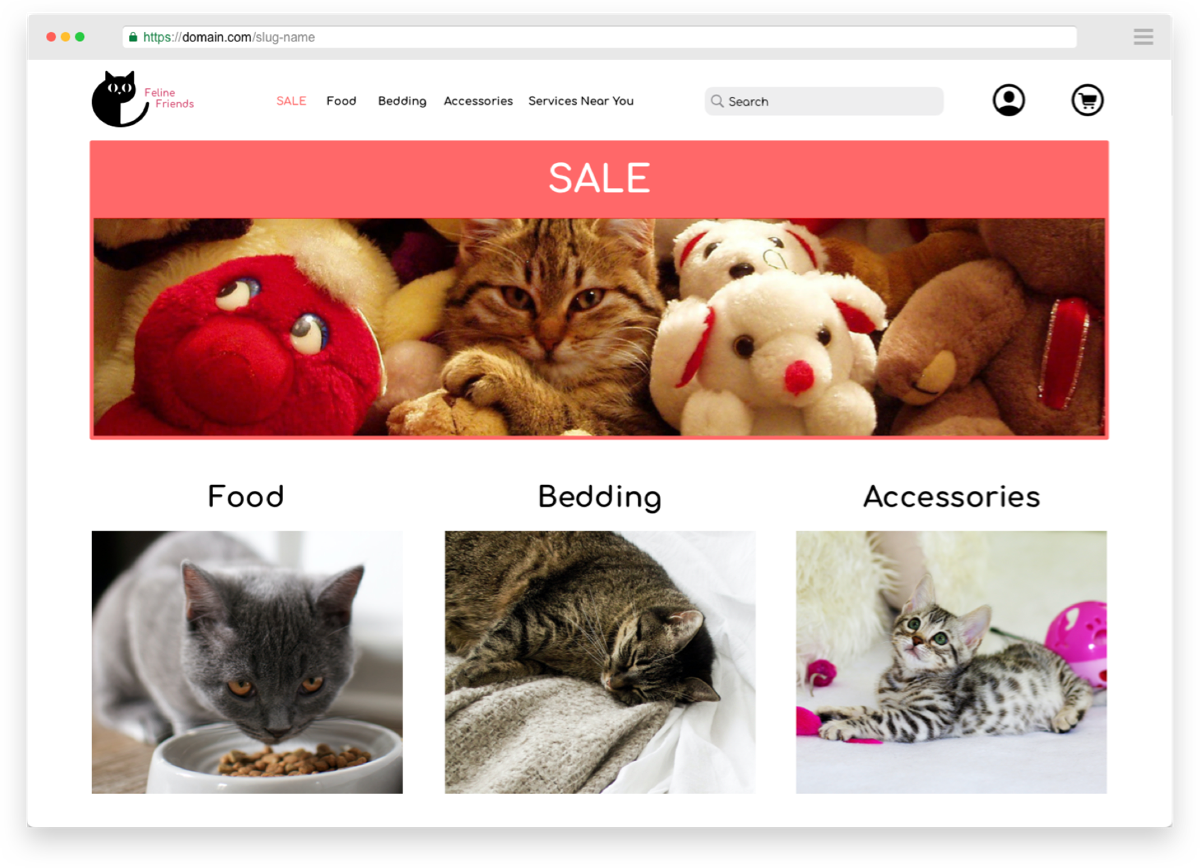 https://domain.com/slug-name
Feline
Friends
SALE Food Bedding Accessories Services Near You Search
SALE
Food Bedding Accessories